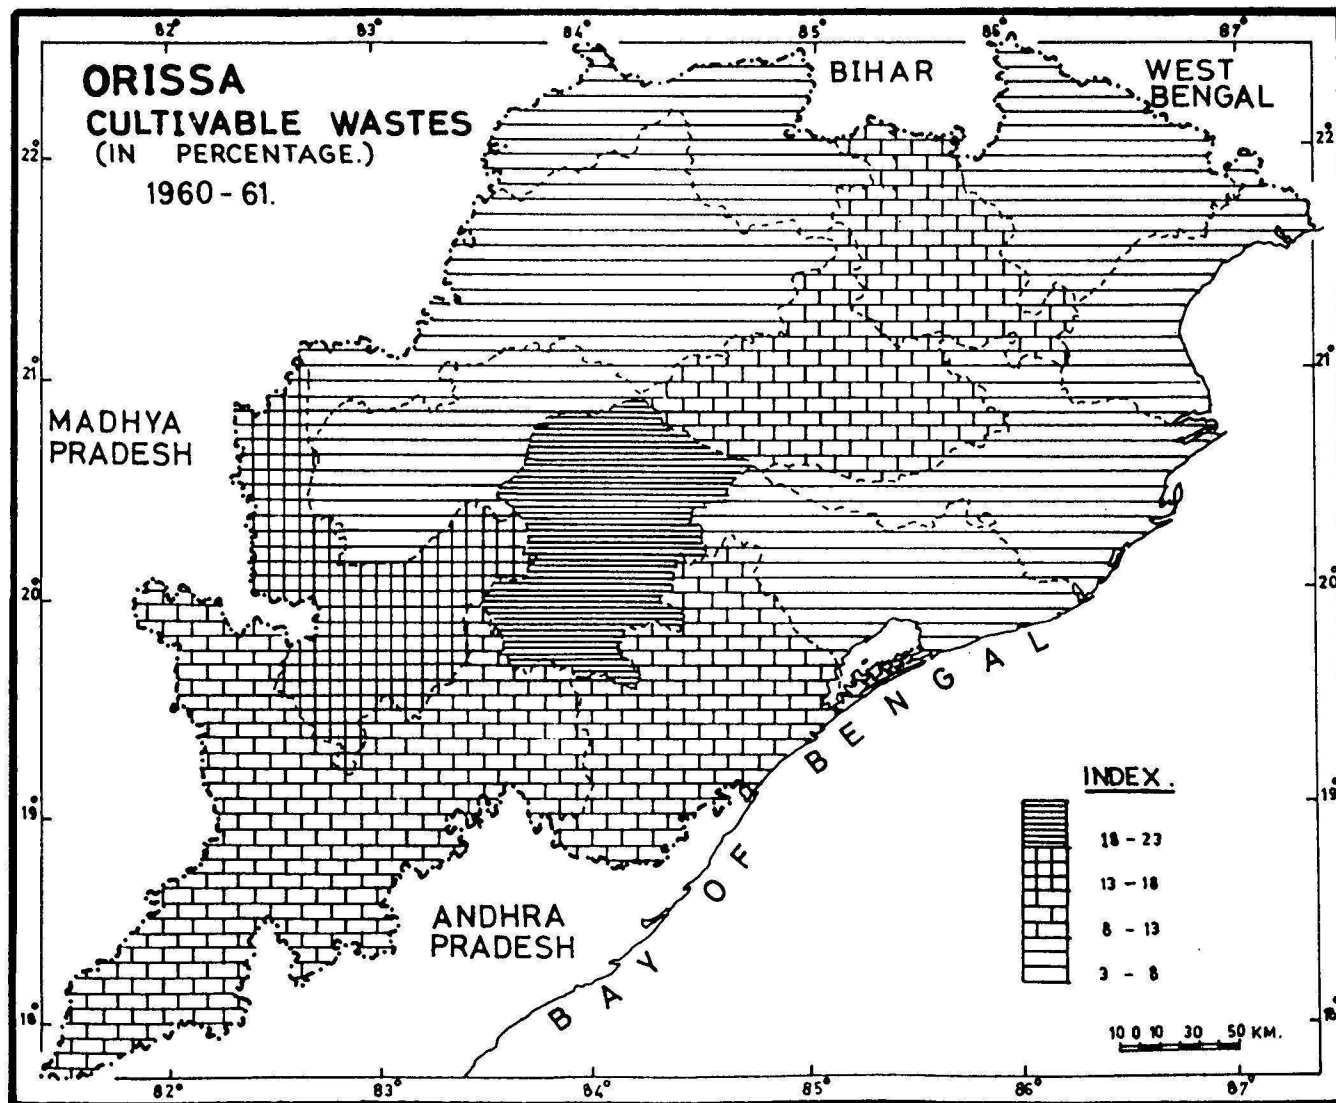 82° 83° 84° 85° 86° 87°
ORISSA
CULTIVABLE WASTES
(IN PERCENTAGE.)
1960-61.
BIHAR
WEST
BENGAL
22° 22°
21° 21°
MADHYA
PRADESH
20° 20°
BAY OF BENGAL
19° 19°
INDEX.
18 - 23
13 - 18
8 - 13
3 - 8
ANDHRA
PRADESH
18° 18°
10 0 10 30 50 KM.
82° 83° 84° 85° 86° 87°